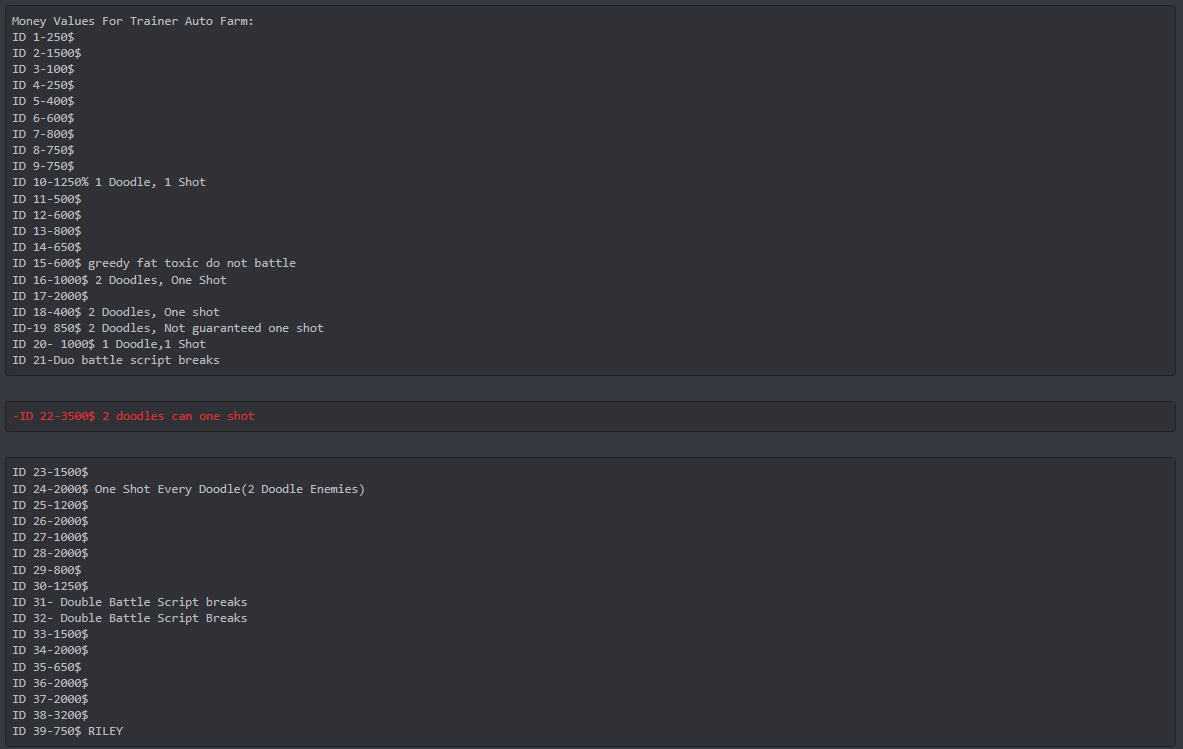 Money Values For Trainer Auto Farm:
ID 1-250$
ID 2-1500$
ID 3-100$
ID 4-250$
ID 5-400$
ID 6-600$
ID 7-800$
ID 8-750$
ID 9-750$
ID 10-1250% 1 Doodle, 1 Shot
ID 11-500$
ID 12-600$
ID 13-800$
ID 14-650$
ID 15-600$ greedy fat toxic do not battle
ID 16-1000$ 2 Doodles, One Shot
ID 17-2000$
ID 18-400$ 2 Doodles, One shot
ID-19 850$ 2 Doodles, Not guaranteed one shot
ID 20- 1000$ 1 Doodle,1 Shot
ID 21-Duo battle script breaks
-ID 22-3500$ 2 doodles can one shot
ID 23-1500$
ID 24-2000$ One Shot Every Doodle(2 Doodle Enemies)
ID 25-1200$
ID 26-2000$
ID 27-1000$
ID 28-2000$
ID 29-800$
ID 30-1250$
ID 31- Double Battle Script breaks
ID 32- Double Battle Script Breaks
ID 33-1500$
ID 34-2000$
ID 35-650$
ID 36-2000$
ID 37-2000$
ID 38-3200$
ID 39-750$ RILEY